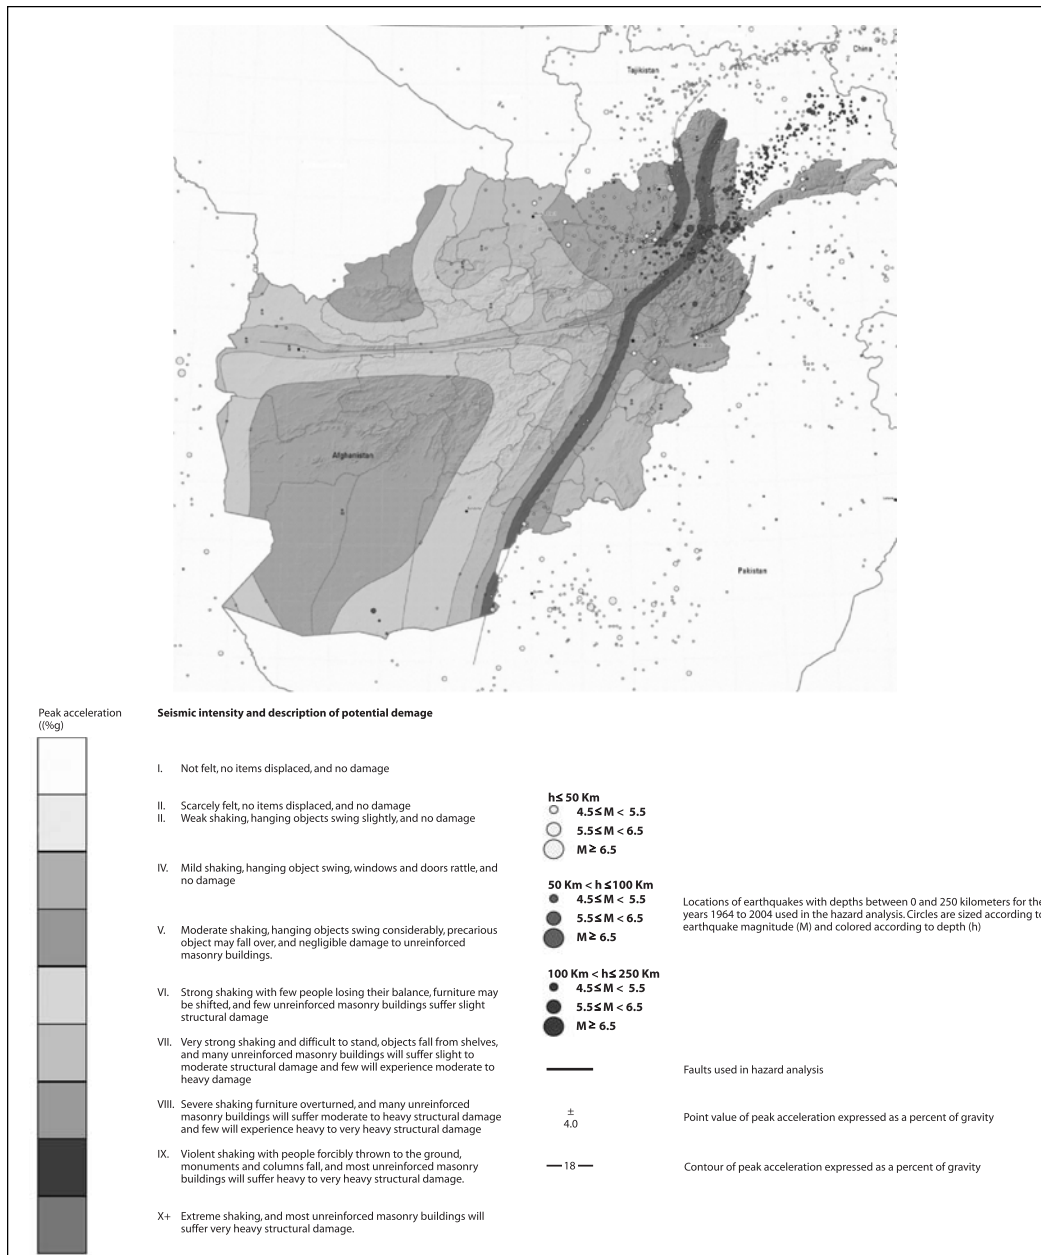 China
Tajikistan
Afghanistan
Pakistan
Peak acceleration
((%g)
Seismic intensity and description of potential demage
I. Not felt, no items displaced, and no damage
II. Scarcely felt, no items displaced, and no damage
II. Weak shaking, hanging objects swing slightly, and no damage
IV. Mild shaking, hanging object swing, windows and doors rattle, and
no damage
V. Moderate shaking, hanging objects swing considerably, precarious
object may fall over, and negligible damage to unreinforced
masonry buildings.
VI. Strong shaking with few people losing their balance, furniture may
be shifted, and few unreinforced masonry buildings suffer slight
structural damage
VII. Very strong shaking and difficult to stand, objects fall from shelves,
and many unreinforced masonry buildings will suffer slight to
moderate structural damage and few will experience moderate to
heavy damage
VIII. Severe shaking furniture overturned, and many unreinforced
masonry buildings will suffer moderate to heavy structural damage
and few will experience heavy to very heavy structural damage
IX. Violent shaking with people forcibly thrown to the ground,
monuments and columns fall, and most unreinforced masonry
buildings will suffer heavy to very heavy structural damage.
X+ Extreme shaking, and most unreinforced masonry buildings will
suffer very heavy structural damage.
h≤ 50 Km
4.5≤ M < 5.5
5.5≤ M < 6.5
M ≥ 6.5
50 Km < h ≤100 Km
4.5≤ M < 5.5
5.5≤ M < 6.5
M ≥ 6.5
100 Km < h≤ 250 Km
4.5≤ M < 5.5
5.5≤ M < 6.5
M ≥ 6.5
Locations of earthquakes with depths between 0 and 250 kilometers for the
years 1964 to 2004 used in the hazard analysis. Circles are sized according to
earthquake magnitude (M) and colored according to depth (h)
Faults used in hazard analysis
±
4.0
Point value of peak acceleration expressed as a percent of gravity
18
Contour of peak acceleration expressed as a percent of gravity